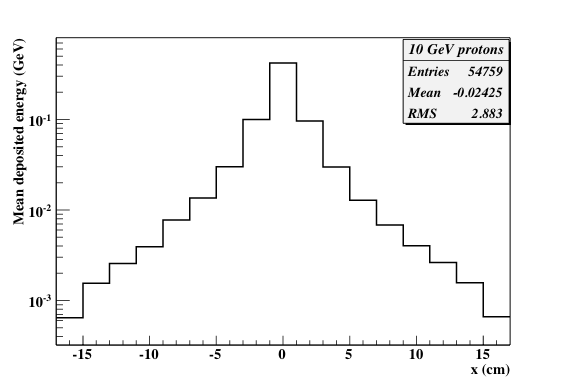 10 GeV protons
Entries 54759
Mean -0.02425
RMS 2.883
Mean deposited energy (GeV)
10-1
10-2
10-3
-15 -10 -5 0 5 10 15
x (cm)